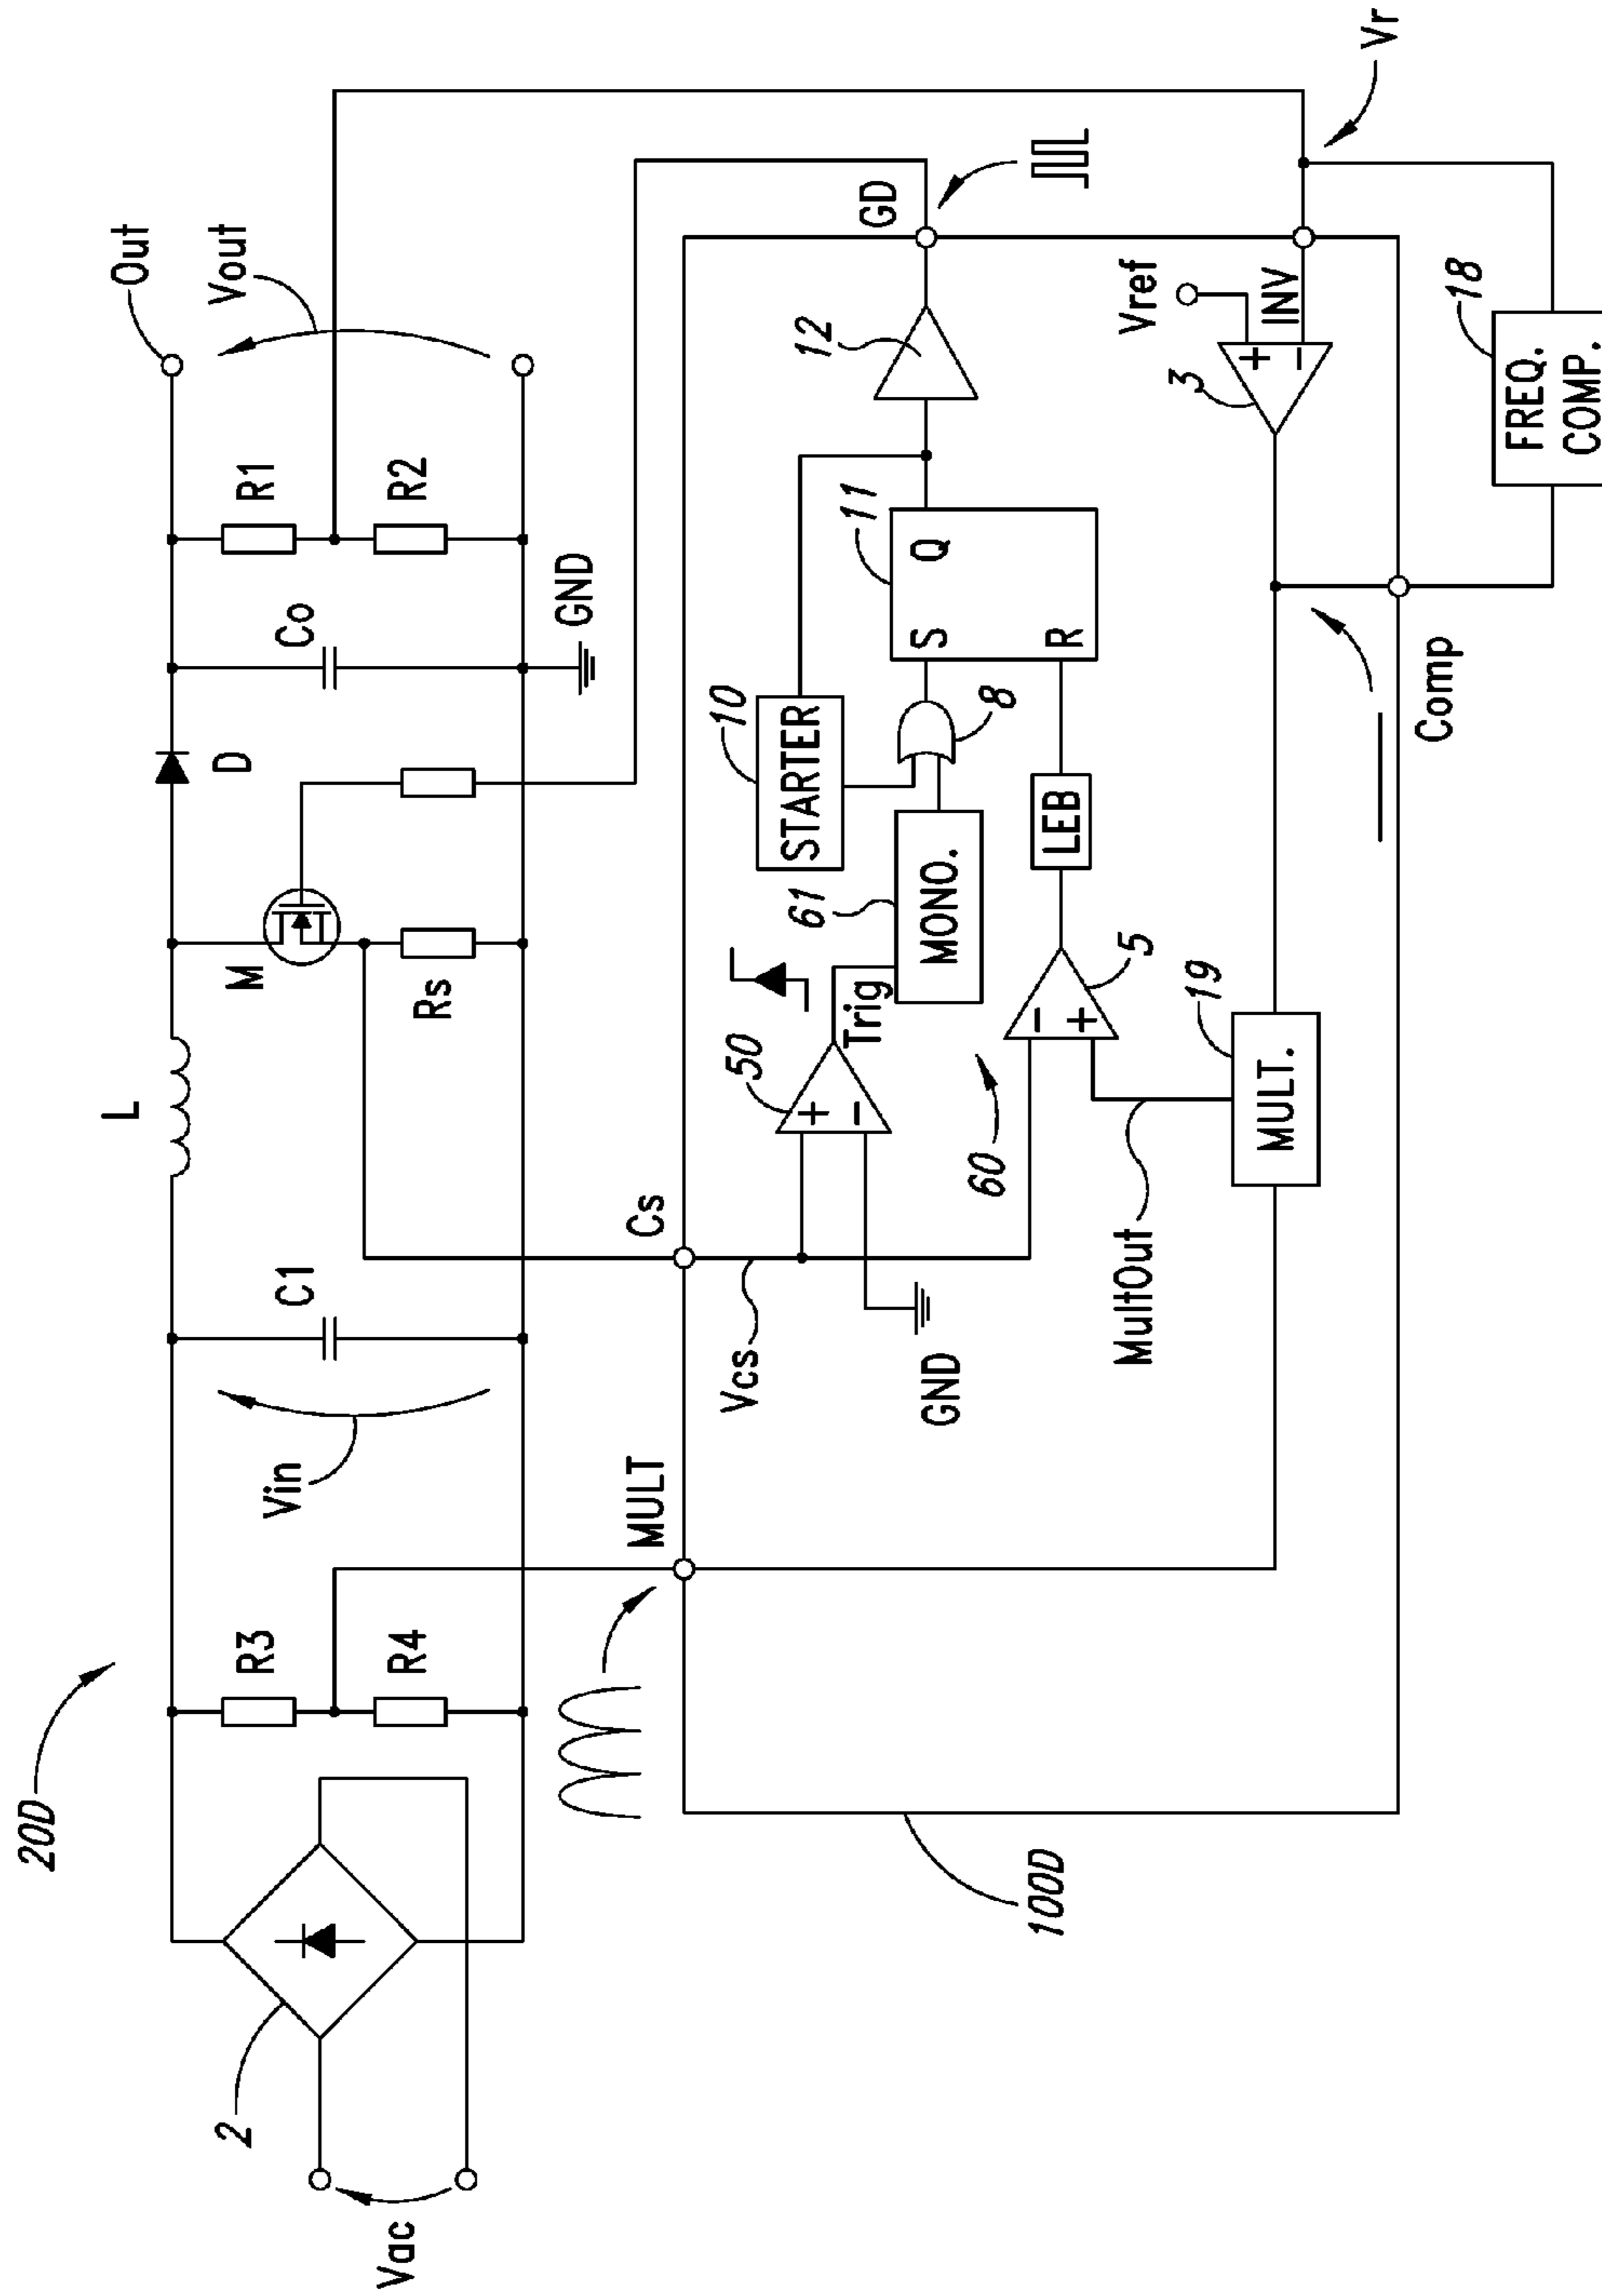 20D
L
D
Out
Vout
R3
Vin
C1
M
Co
R1
2
R4
Rs
R2
Vac
GND
MULT
Cs
GD
Vcs
50
Trig
10
STARTER
12
61
MONO.
8
11
S
Q
R
GND
60
LEB
5
100D
MultOut
19
MULT.
3
Vref
INV
Vr
Comp
18
FREQ.
COMP.
+
−
−
+
+
−